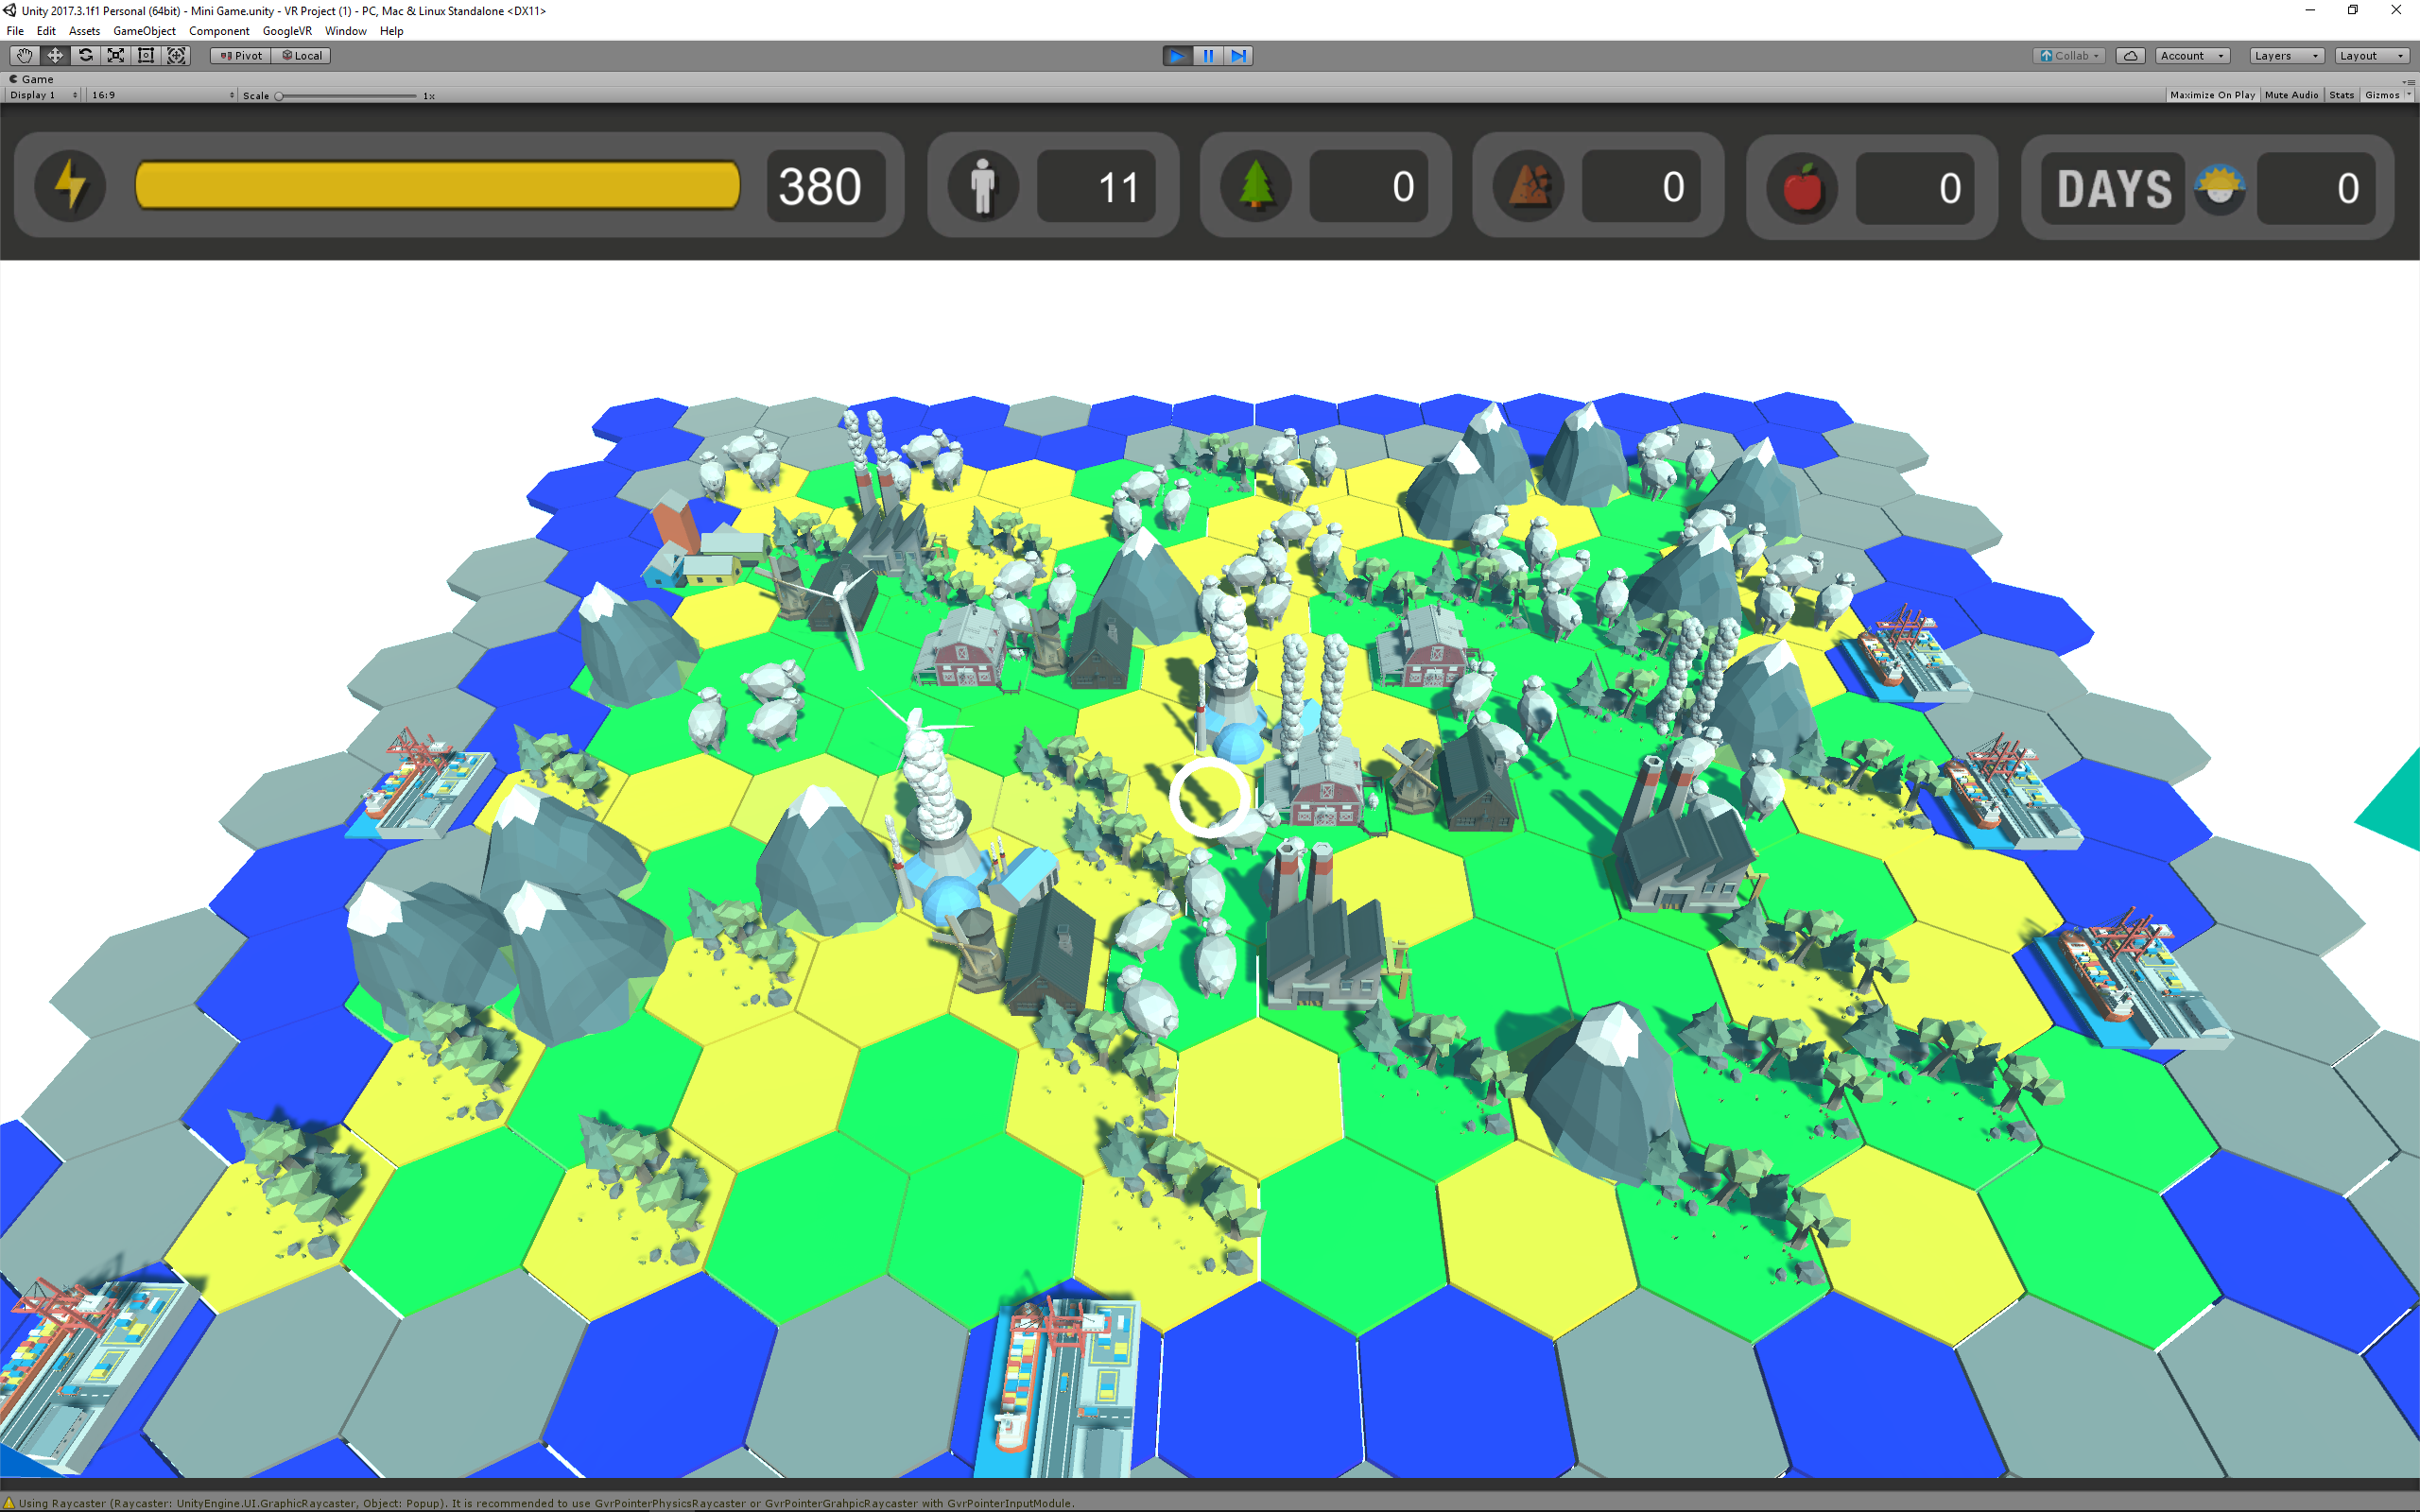 Unity 2017.3.1f1 Personal (64bit) - Mini Game.unity - VR Project (1) - PC, Mac & Linux Standalone <DX11>
File Edit Assets GameObject Component GoogleVR Window Help
Pivot Local Collab Account Layers Layout
Game
Display 1 16:9 Scale 1x Maximize On Play Mute Audio Stats Gizmos
380 11 0 0 0 DAYS 0
Using Raycaster (Raycaster: UnityEngine.UI.GraphicRaycaster, Object: Popup). It is recommended to use GvrPointerPhysicsRaycaster or GvrPointerGrahpicRaycaster with GvrPointerInputModule.